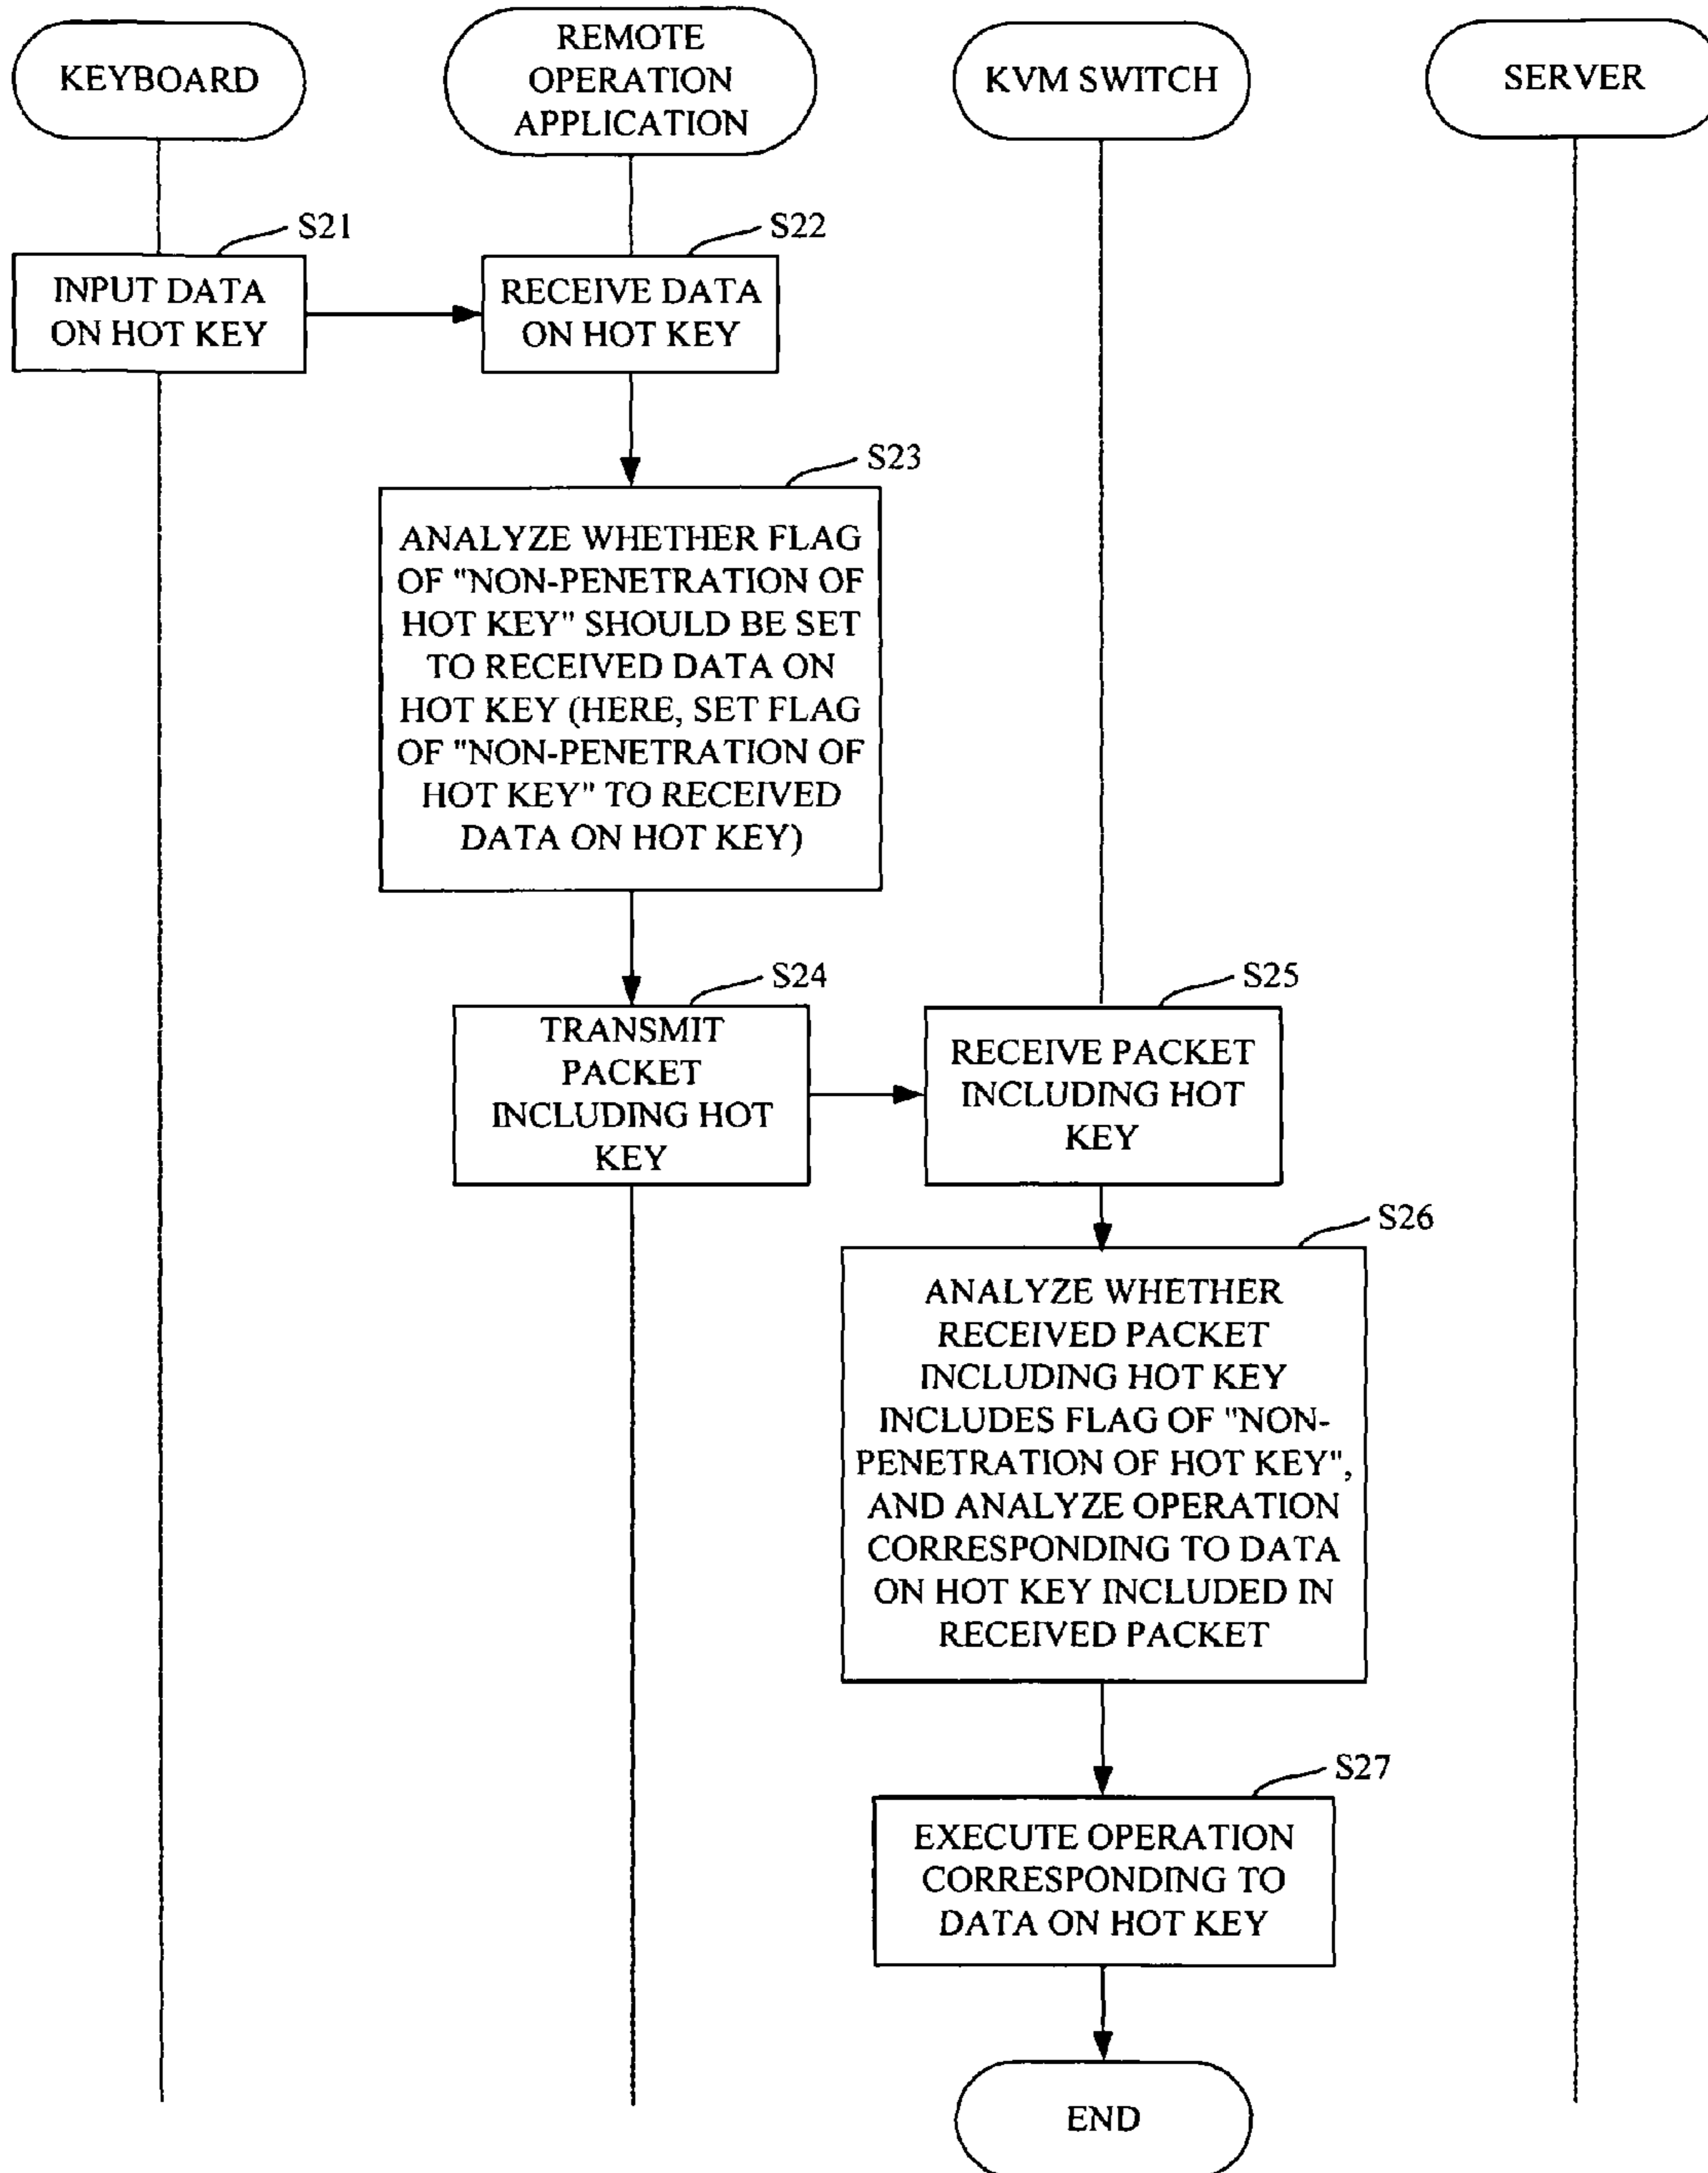 KEYBOARD
REMOTE
OPERATION
APPLICATION
KVM SWITCH
SERVER
S21
INPUT DATA
ON HOT KEY
S22
RECEIVE DATA
ON HOT KEY
S23
ANALYZE WHETHER FLAG
OF "NON-PENETRATION OF
HOT KEY" SHOULD BE SET
TO RECEIVED DATA ON
HOT KEY (HERE, SET FLAG
OF "NON-PENETRATION OF
HOT KEY" TO RECEIVED
DATA ON HOT KEY)
S24
TRANSMIT
PACKET
INCLUDING HOT
KEY
S25
RECEIVE PACKET
INCLUDING HOT
KEY
S26
ANALYZE WHETHER
RECEIVED PACKET
INCLUDING HOT KEY
INCLUDES FLAG OF "NON-
PENETRATION OF HOT KEY",
AND ANALYZE OPERATION
CORRESPONDING TO DATA
ON HOT KEY INCLUDED IN
RECEIVED PACKET
S27
EXECUTE OPERATION
CORRESPONDING TO
DATA ON HOT KEY
END